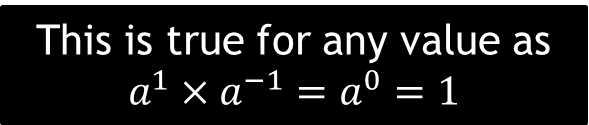 This is true for any value as
𝑎¹ × 𝑎⁻¹ = 𝑎⁰ = 1